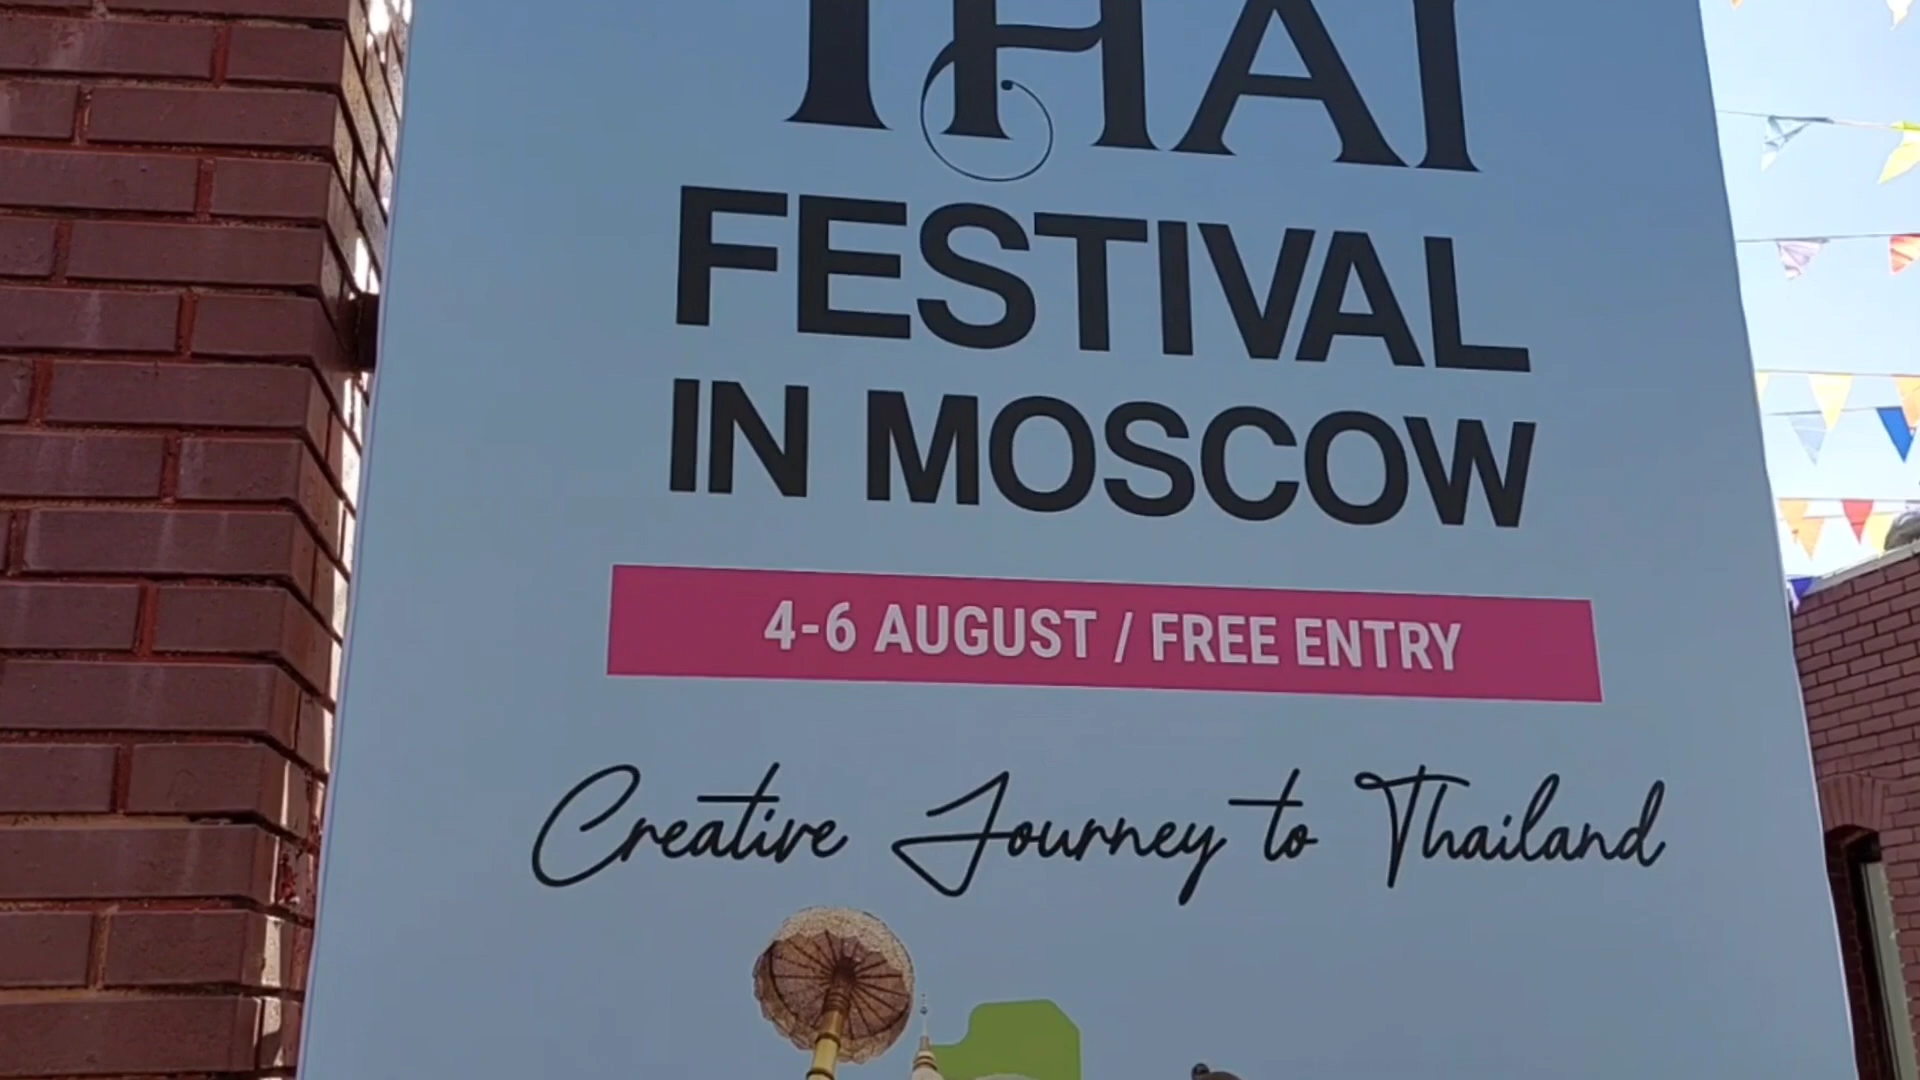 THAI
FESTIVAL
IN MOSCOW
4-6 AUGUST / FREE ENTRY
Creative Journey to Thailand